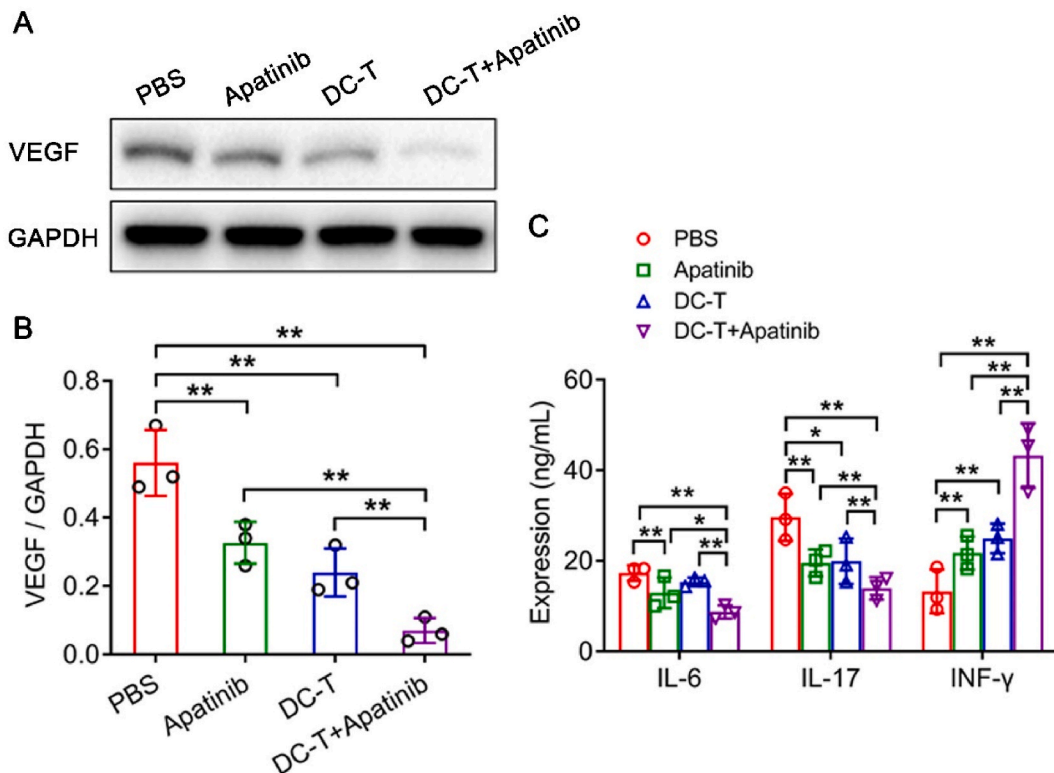 A
PBS
Apatinib
DC-T
DC-T+Apatinib
VEGF
GAPDH
B
**
**
**
**
**
0.8
0.6
0.4
0.2
0.0
VEGF / GAPDH
PBS
Apatinib
DC-T
DC-T+Apatinib
C
PBS
Apatinib
DC-T
DC-T+Apatinib
60
40
20
0
Expression (ng/mL)
**
** *
**
**
*
** **
**
**
**
**
**
**
IL-6 IL-17 INF-γ